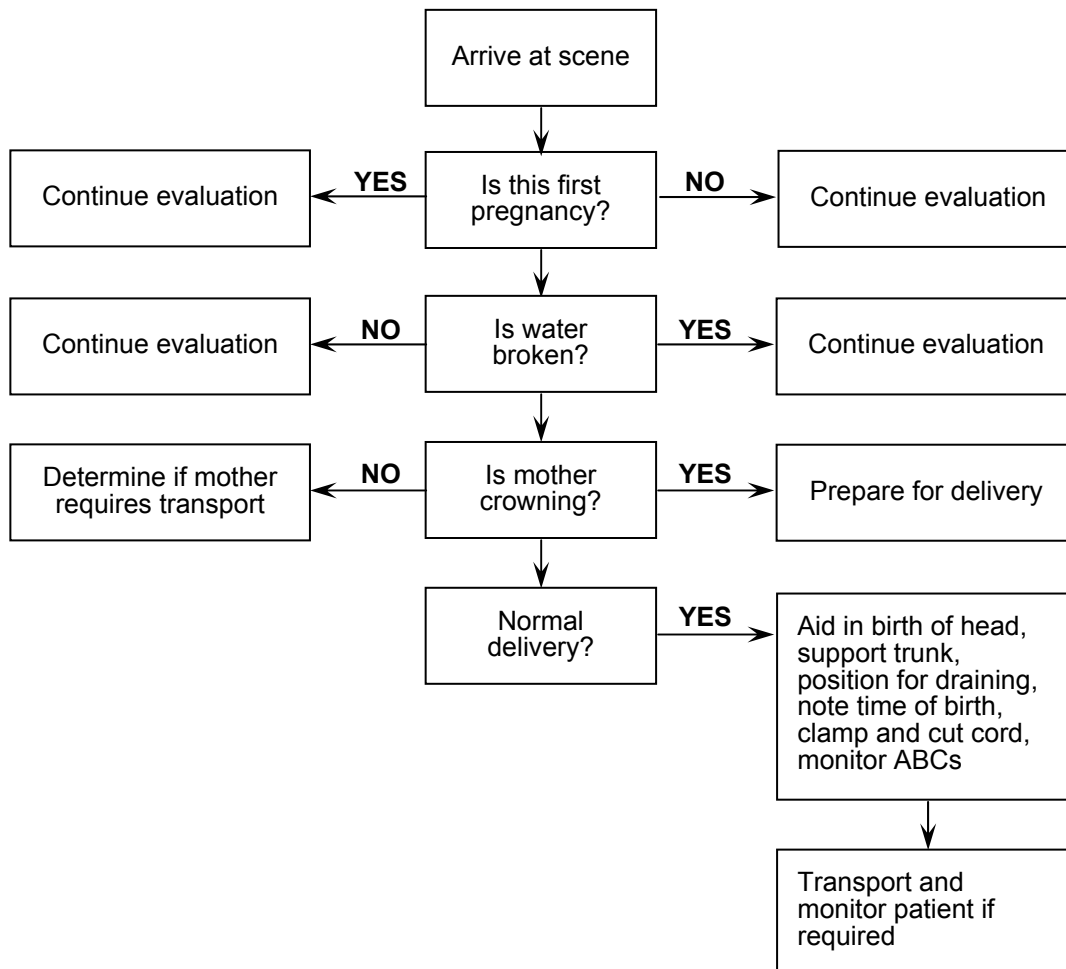 Arrive at scene
YES
Is this first
pregnancy?
NO
Continue evaluation
Continue evaluation
Continue evaluation
NO
Is water
broken?
YES
Continue evaluation
Determine if mother
requires transport
NO
Is mother
crowning?
YES
Prepare for delivery
Normal
delivery?
YES
Aid in birth of head,
support trunk,
position for draining,
note time of birth,
clamp and cut cord,
monitor ABCs
Transport and
monitor patient if
required